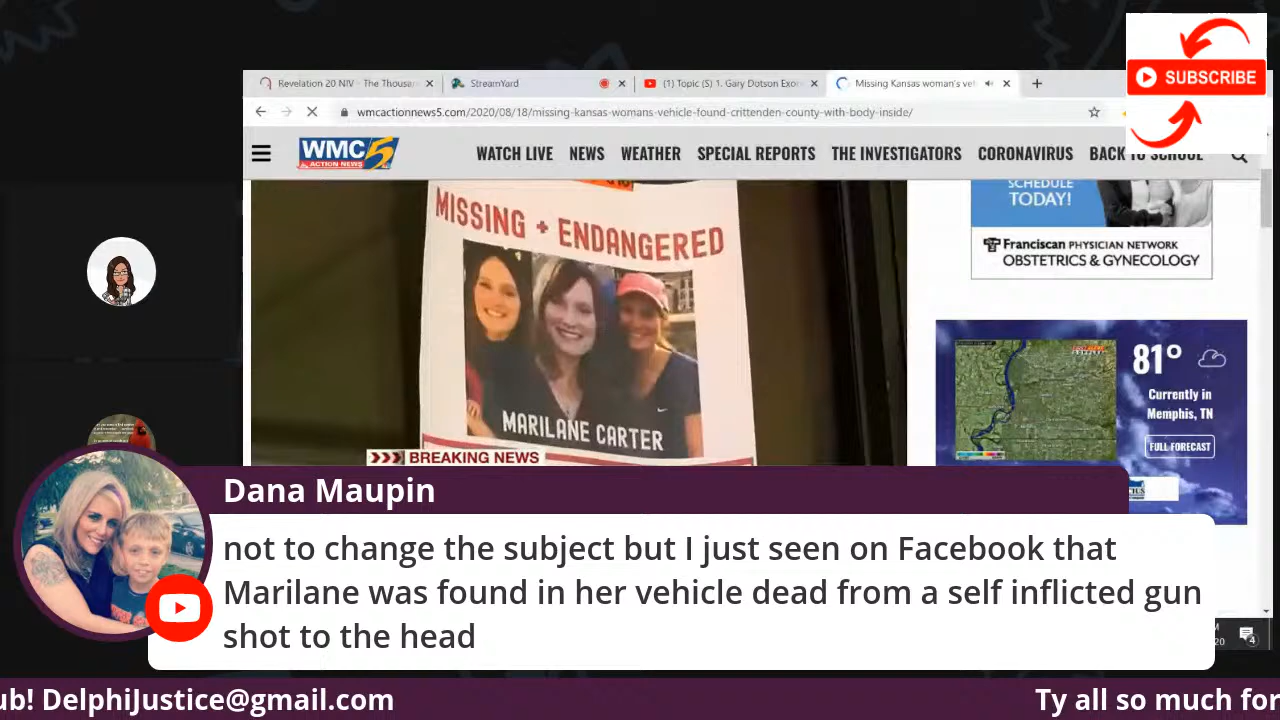 SUBSCRIBE
Revelation 20 NIV - The Thousa
StreamYard
(1) Topic (S) 1. Gary Dotson Exo
Missing Kansas woman's ve
wmcactionnews5.com/2020/08/18/missing-kansas-womans-vehicle-found-crittenden-county-with-body-inside/
WMC 5
ACTION NEWS
WATCH LIVE NEWS WEATHER SPECIAL REPORTS THE INVESTIGATORS CORONAVIRUS BACK TO SCHOOL
MISSING + ENDANGERED
MARILANE CARTER
BREAKING NEWS
SCHEDULE
TODAY!
Franciscan PHYSICIAN NETWORK
OBSTETRICS & GYNECOLOGY
81°
Currently in
Memphis, TN
FULL FORECAST
Dana Maupin
not to change the subject but I just seen on Facebook that
Marilane was found in her vehicle dead from a self inflicted gun
shot to the head
ub! DelphiJustice@gmail.com
Ty all so much for